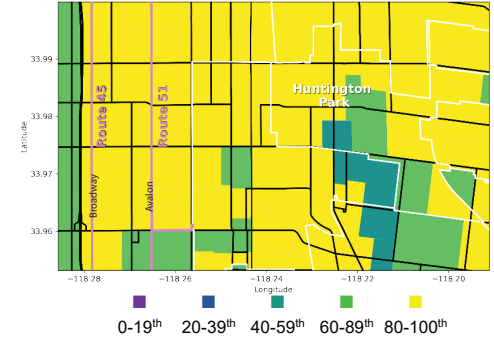 33.99
33.98
33.97
33.96
Latitude
Route 45
Route 51
Broadway
Avalon
Huntington
Park
−118.28
−118.26
−118.24
−118.22
−118.20
Longitude
0-19th
20-39th
40-59th
60-89th
80-100th